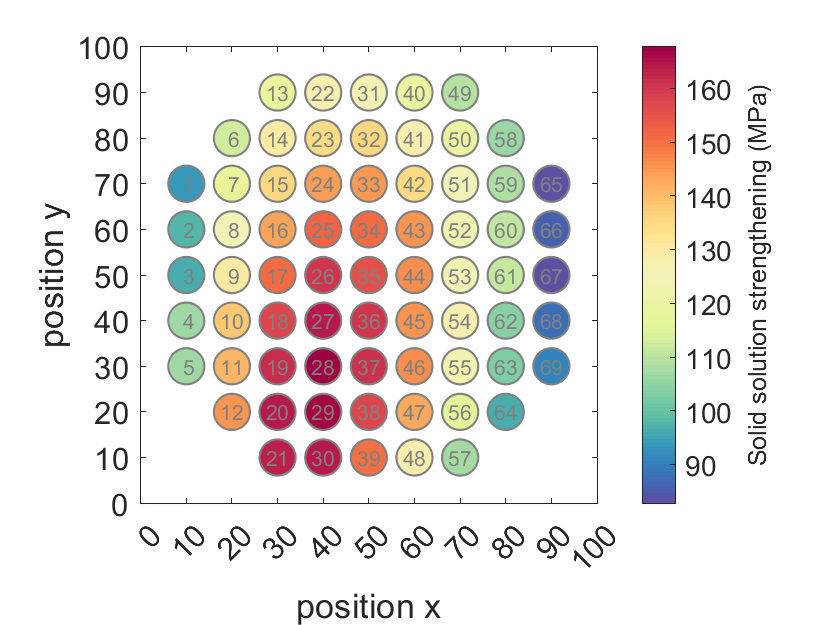 100
90
80
70
60
50
40
30
20
10
0
position y
13 22 31 40 49
6 14 23 32 41 50 58
1 7 15 24 33 42 51 59 65
2 8 16 25 34 43 52 60 66
3 9 17 26 35 44 53 61 67
4 10 18 27 36 45 54 62 68
5 11 19 28 37 46 55 63 69
12 20 29 38 47 56 64
21 30 39 48 57
0 10 20 30 40 50 60 70 80 90 100
position x
160
150
140
130
120
110
100
90
Solid solution strengthening (MPa)